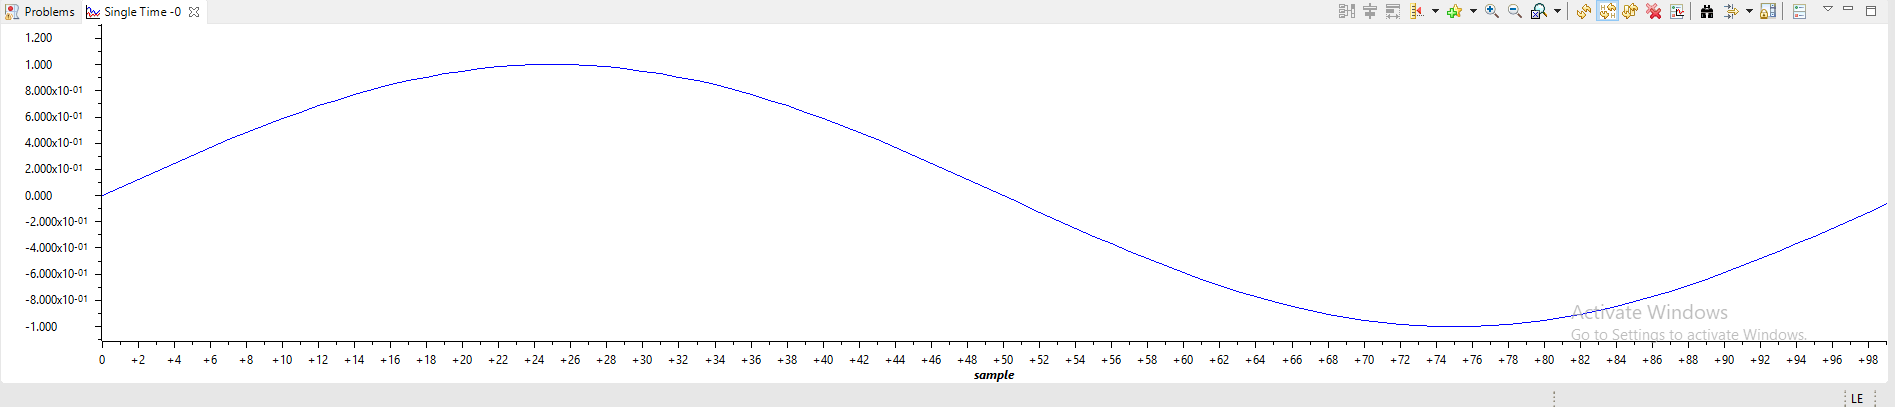 Problems Single Time -0
1.200
1.000
8.000x10-01
6.000x10-01
4.000x10-01
2.000x10-01
0.000
-2.000x10-01
-4.000x10-01
-6.000x10-01
-8.000x10-01
-1.000
Activate Windows
Go to Settings to activate Windows.
0 +2 +4 +6 +8 +10 +12 +14 +16 +18 +20 +22 +24 +26 +28 +30 +32 +34 +36 +38 +40 +42 +44 +46 +48 +50 +52 +54 +56 +58 +60 +62 +64 +66 +68 +70 +72 +74 +76 +78 +80 +82 +84 +86 +88 +90 +92 +94 +96 +98
sample
LE